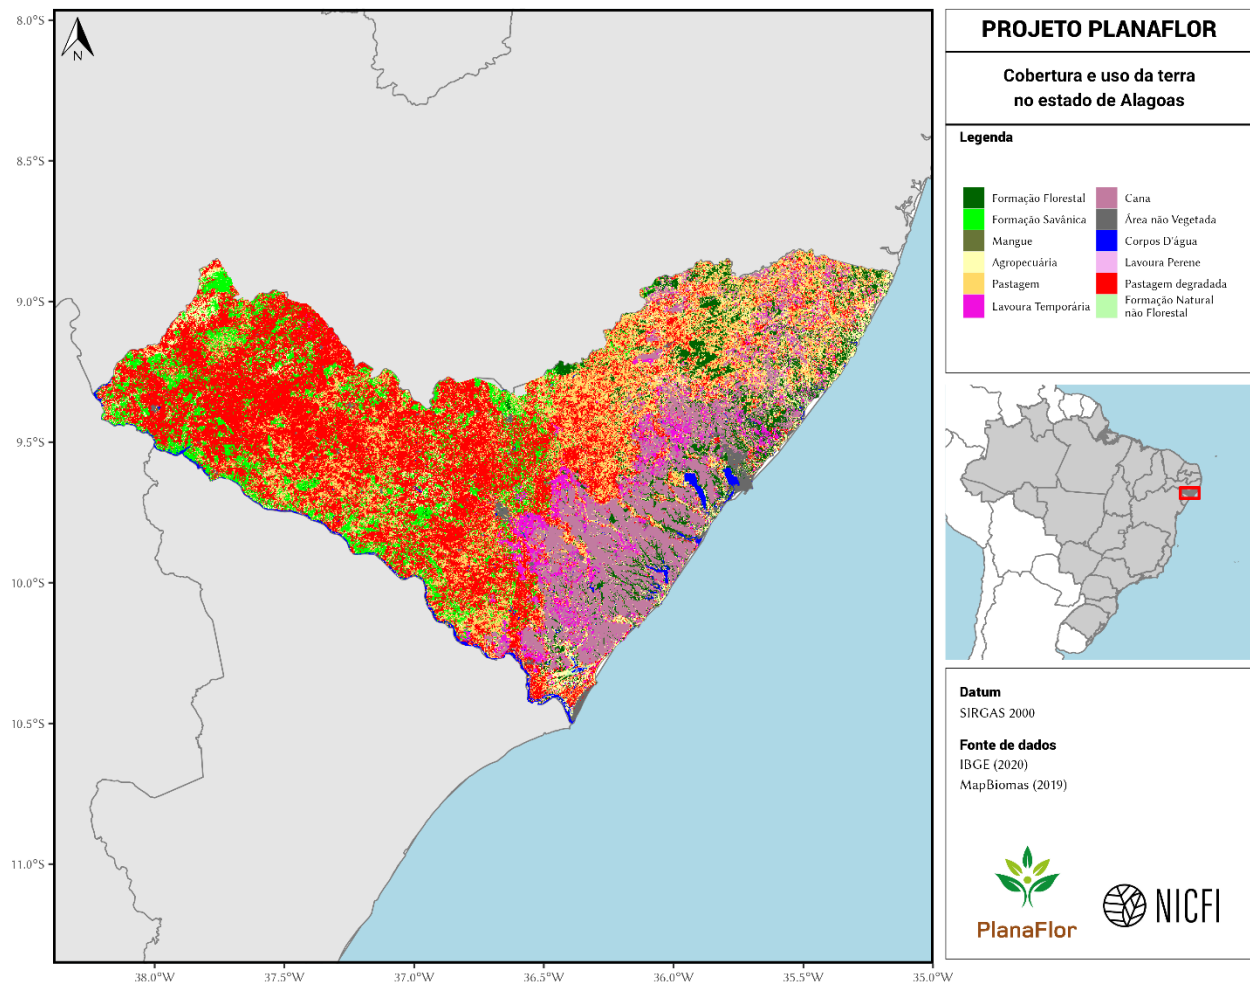 PROJETO PLANAFLOR
Cobertura e uso da terra
no estado de Alagoas
Legenda
Formação Florestal
Formação Savânica
Mangue
Agropecuária
Pastagem
Lavoura Temporária
Cana
Área não Vegetada
Corpos D'água
Lavoura Perene
Pastagem degradada
Formação Natural
não Florestal
N
8.0°S
8.5°S
9.0°S
9.5°S
10.0°S
10.5°S
11.0°S
38.0°W
37.5°W
37.0°W
36.5°W
36.0°W
35.5°W
35.0°W
Datum
SIRGAS 2000
Fonte de dados
IBGE (2020)
MapBiomas (2019)
PlanaFlor
NICFI